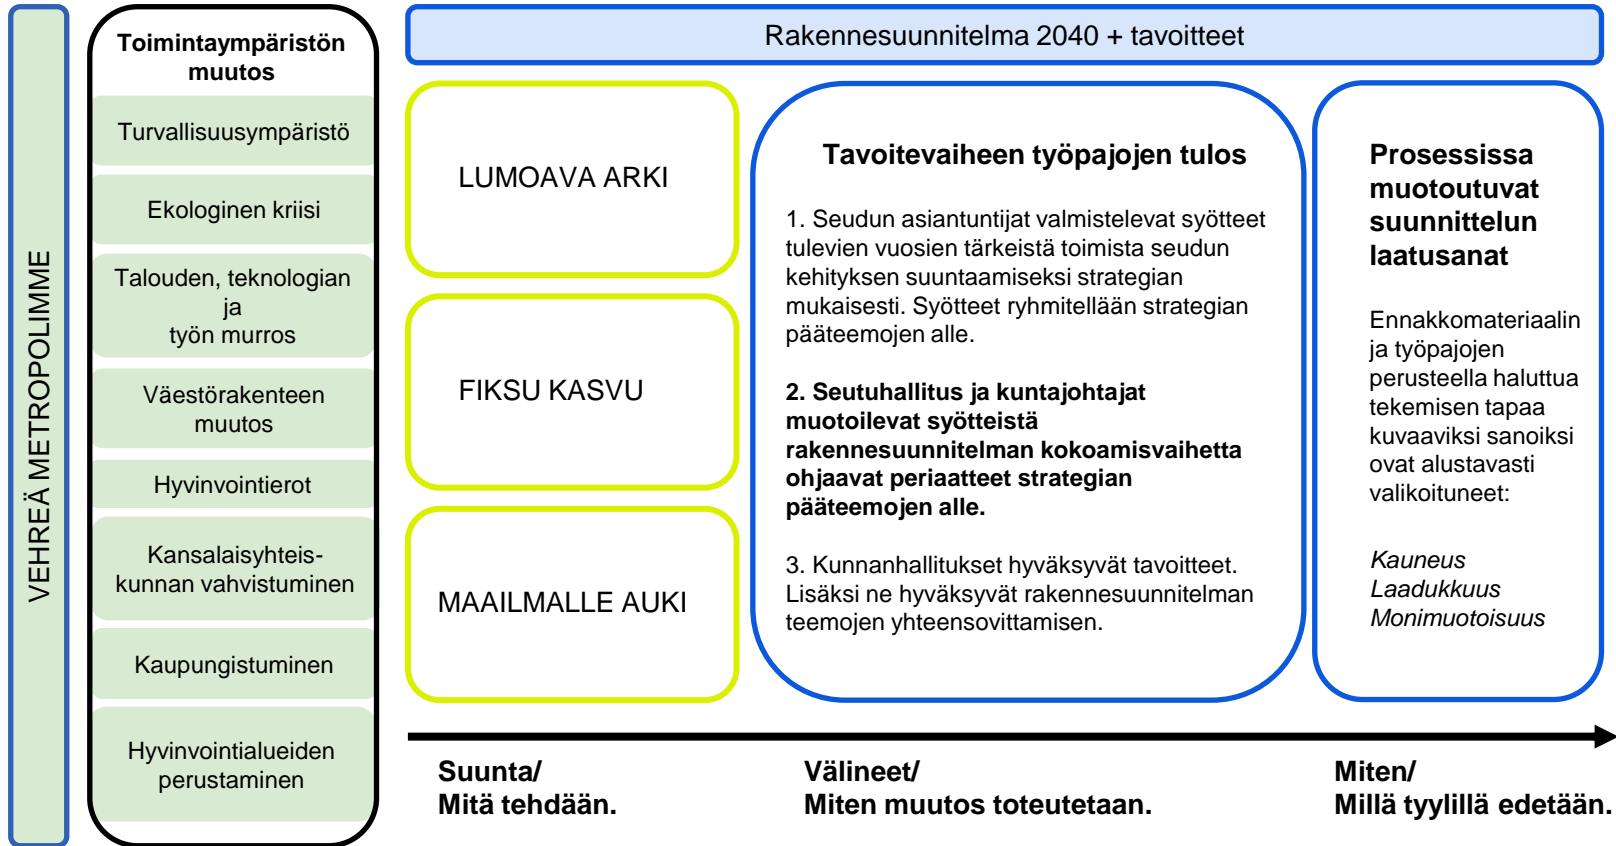 VEHREÄ METROPOLIMME
Toimintaympäristön
muutos
Turvallisuusympäristö
Ekologinen kriisi
Talouden, teknologian
ja
työn murros
Väestörakenteen
muutos
Hyvinvointierot
Kansalaisyhteis-
kunnan vahvistuminen
Kaupungistuminen
Hyvinvointialueiden
perustaminen
Rakennesuunnitelma 2040 + tavoitteet
LUMOAVA ARKI
FIKSU KASVU
MAAILMALLE AUKI
Tavoitevaiheen työpajojen tulos
1. Seudun asiantuntijat valmistelevat syötteet
tulevien vuosien tärkeistä toimista seudun
kehityksen suuntaamiseksi strategian
mukaisesti. Syötteet ryhmitellään strategian
pääteemojen alle.
2. Seutuhallitus ja kuntajohtajat
muotoilevat syötteistä
rakennesuunnitelman kokoamisvaihetta
ohjaavat periaatteet strategian
pääteemojen alle.
3. Kunnanhallitukset hyväksyvät tavoitteet.
Lisäksi ne hyväksyvät rakennesuunnitelman
teemojen yhteensovittamisen.
Prosessissa
muotoutuvat
suunnittelun
laatusanat
Ennakkomateriaalin
ja työpajojen
perusteella haluttua
tekemisen tapaa
kuvaaviksi sanoiksi
ovat alustavasti
valikoituneet:
Kauneus
Laadukkuus
Monimuotoisuus
Suunta/
Mitä tehdään.
Välineet/
Miten muutos toteutetaan.
Miten/
Millä tyylillä edetään.